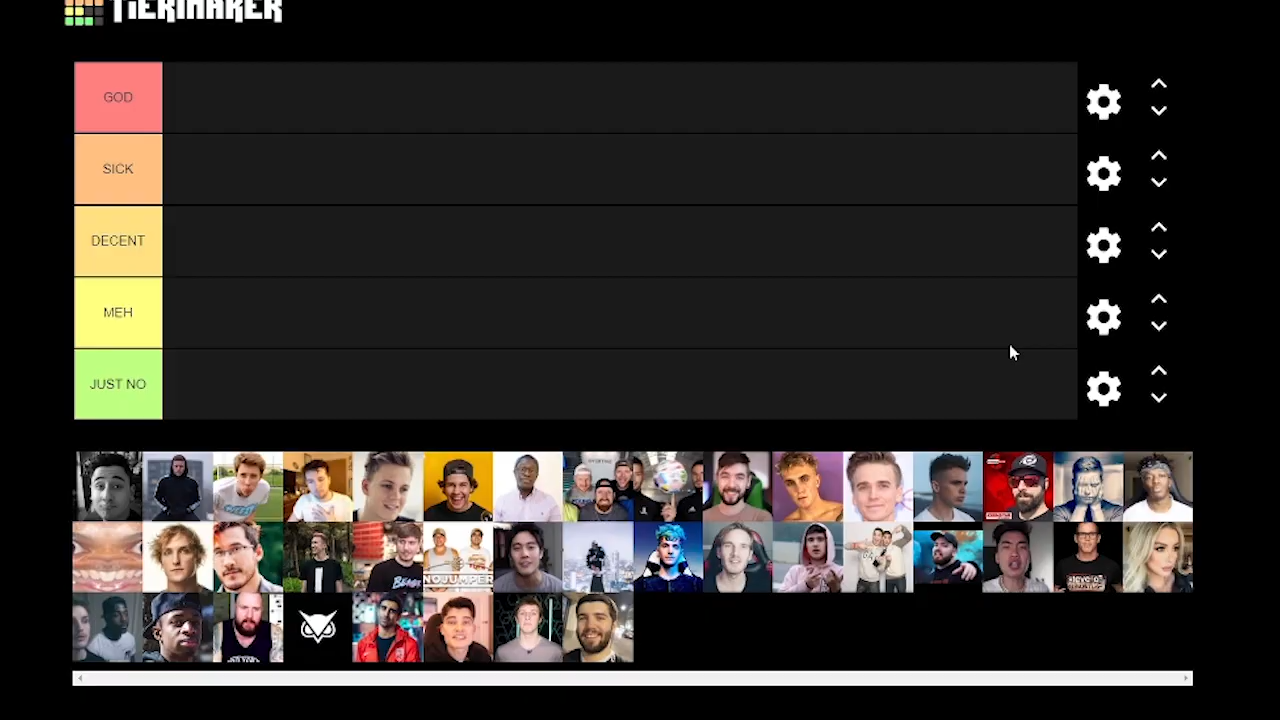 TiERMAKER
GOD
SICK
DECENT
MEH
JUST NO
NOJUMPER